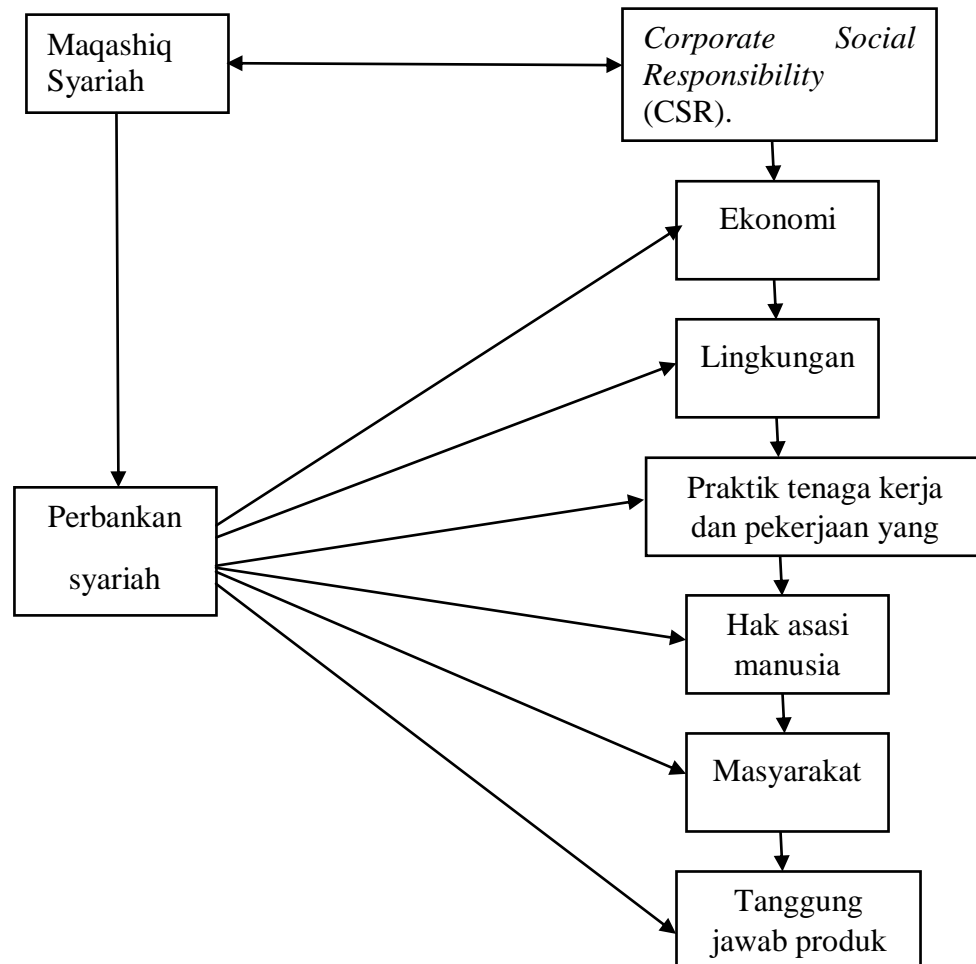 Maqashiq
Syariah
Corporate Social
Responsibility
(CSR).
Ekonomi
Lingkungan
Praktik tenaga kerja
dan pekerjaan yang
Perbankan
syariah
Hak asasi
manusia
Masyarakat
Tanggung
jawab produk